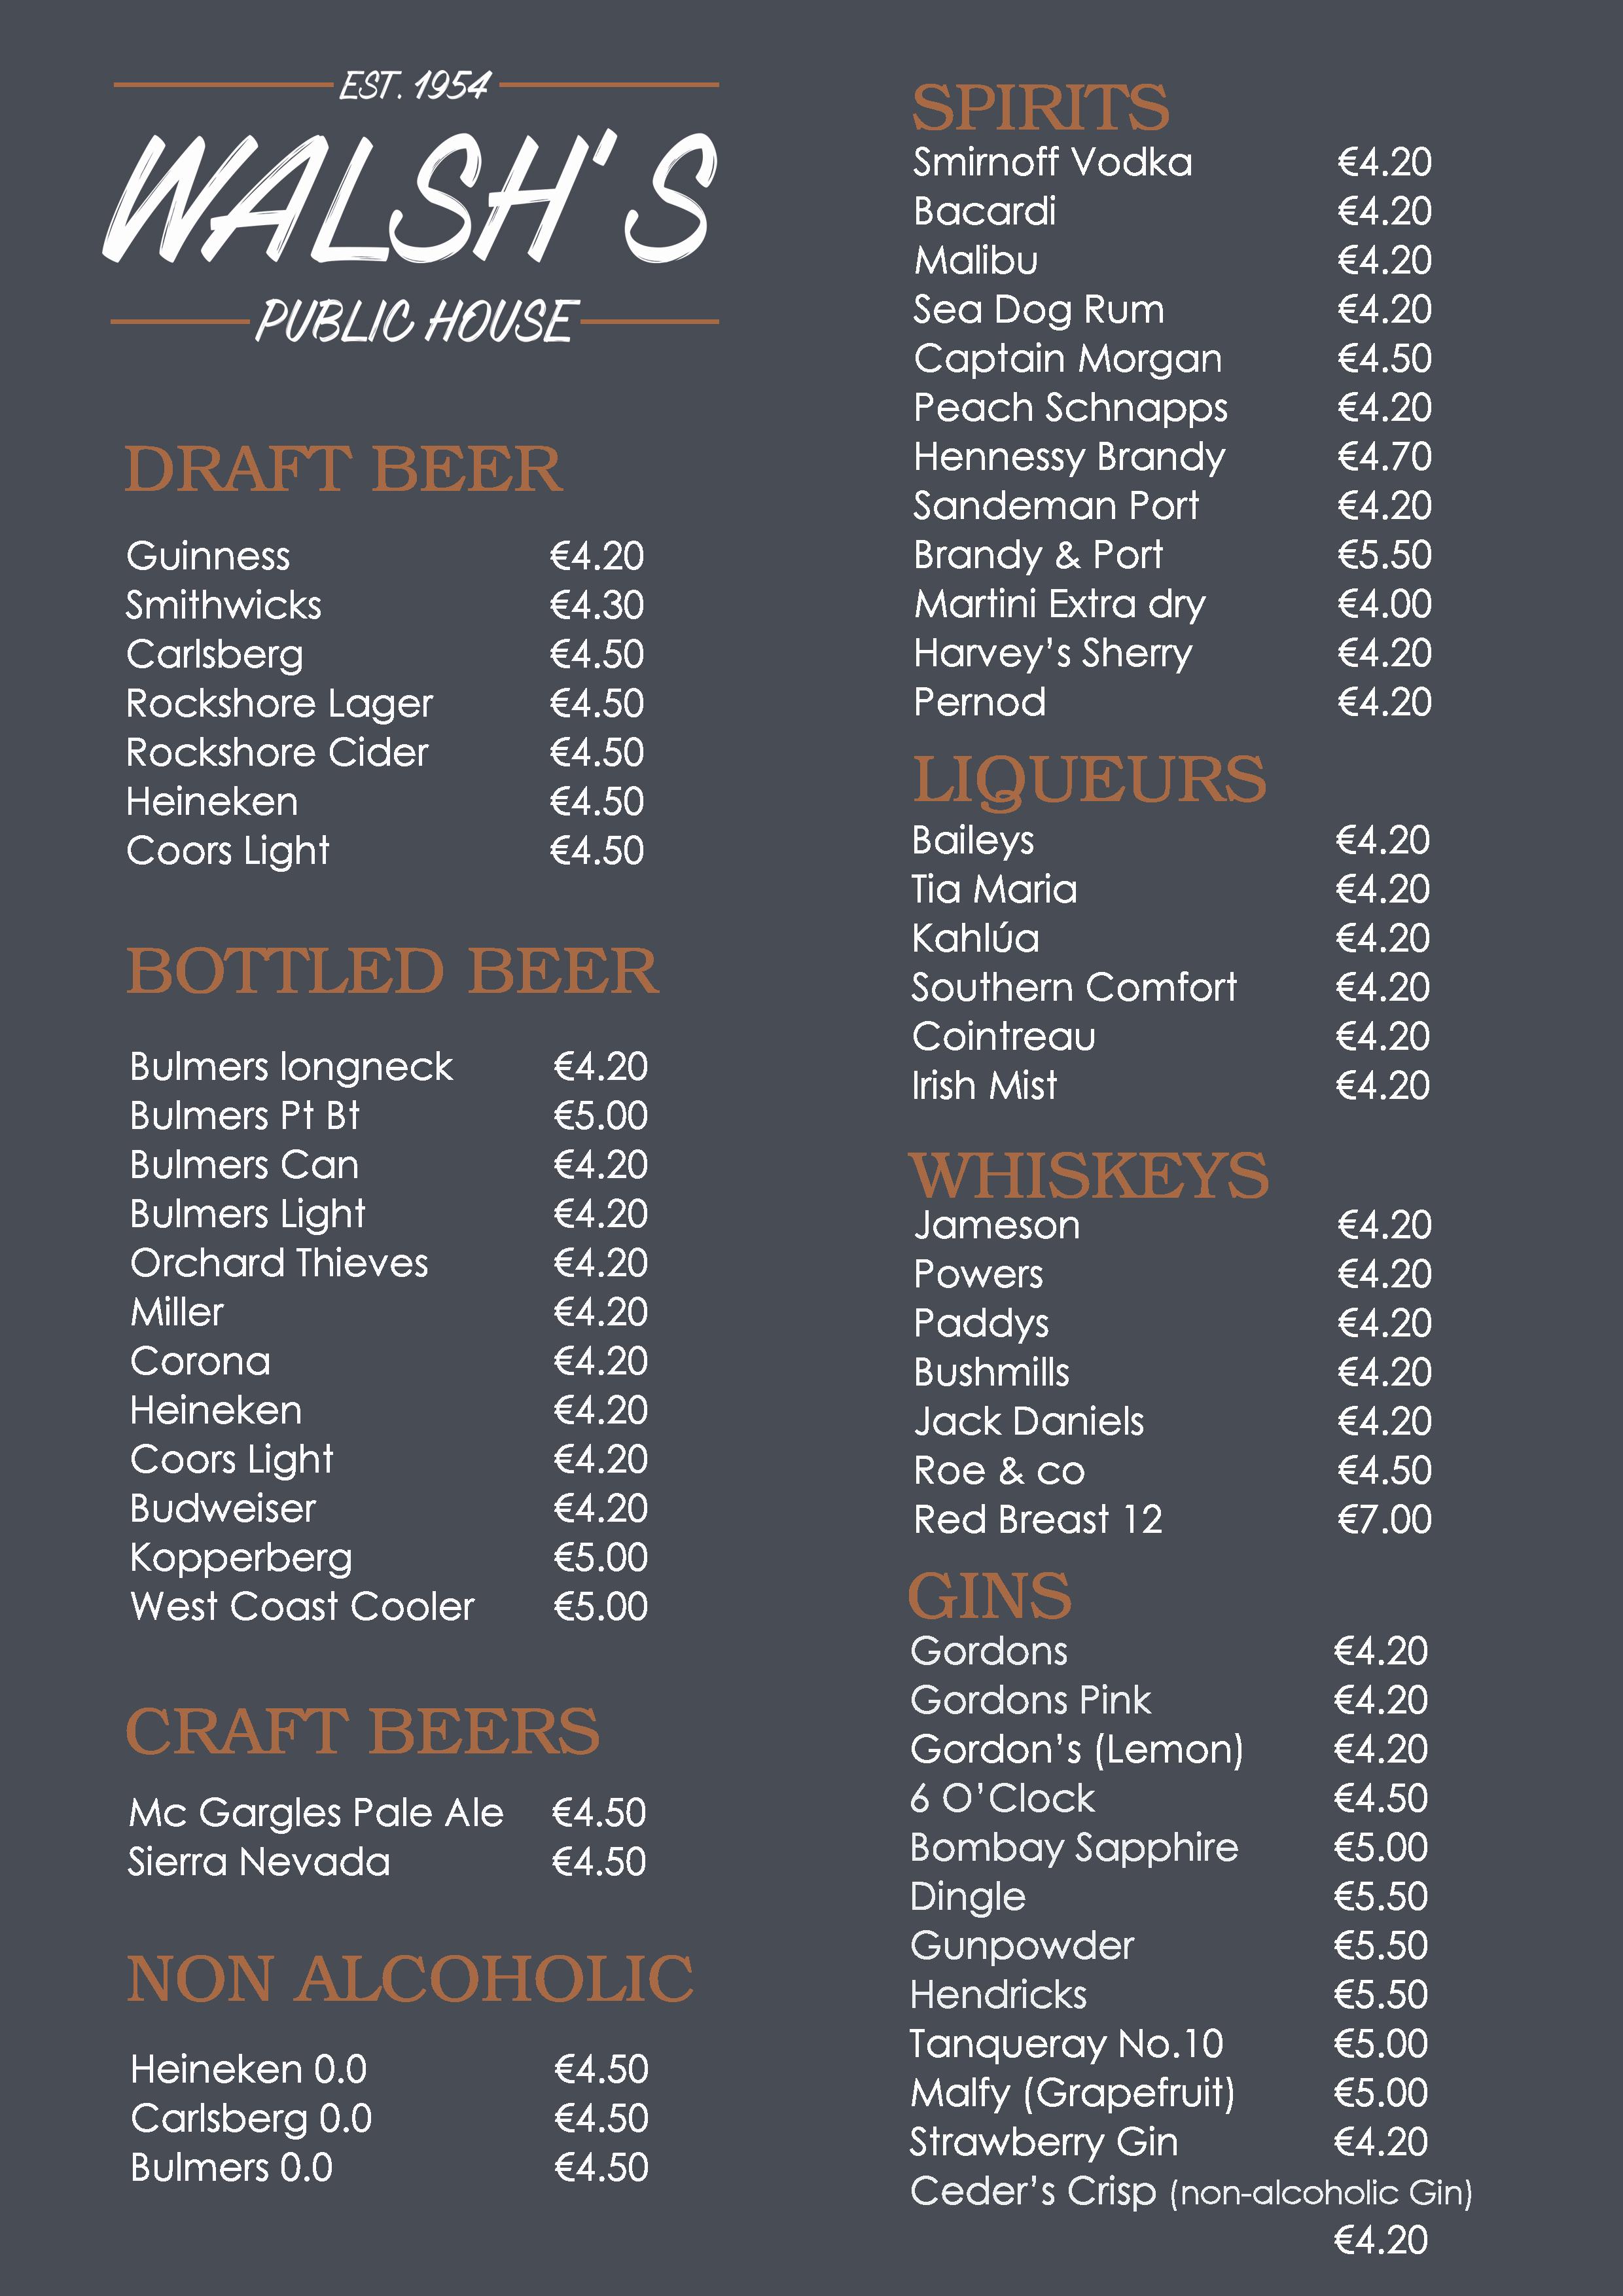 EST. 1954
WALSH'S
PUBLIC HOUSE
DRAFT BEER
Guinness €4.20
Smithwicks €4.30
Carlsberg €4.50
Rockshore Lager €4.50
Rockshore Cider €4.50
Heineken €4.50
Coors Light €4.50
BOTTLED BEER
Bulmers longneck €4.20
Bulmers Pt Bt €5.00
Bulmers Can €4.20
Bulmers Light €4.20
Orchard Thieves €4.20
Miller €4.20
Corona €4.20
Heineken €4.20
Coors Light €4.20
Budweiser €4.20
Kopperberg €5.00
West Coast Cooler €5.00
CRAFT BEERS
Mc Gargles Pale Ale €4.50
Sierra Nevada €4.50
NON ALCOHOLIC
Heineken 0.0 €4.50
Carlsberg 0.0 €4.50
Bulmers 0.0 €4.50
SPIRITS
Smirnoff Vodka €4.20
Bacardi €4.20
Malibu €4.20
Sea Dog Rum €4.20
Captain Morgan €4.50
Peach Schnapps €4.20
Hennessy Brandy €4.70
Sandeman Port €4.20
Brandy & Port €5.50
Martini Extra dry €4.00
Harvey's Sherry €4.20
Pernod €4.20
LIQUEURS
Baileys €4.20
Tia Maria €4.20
Kahlúa €4.20
Southern Comfort €4.20
Cointreau €4.20
Irish Mist €4.20
WHISKEYS
Jameson €4.20
Powers €4.20
Paddys €4.20
Bushmills €4.20
Jack Daniels €4.20
Roe & co €4.50
Red Breast 12 €7.00
GINS
Gordons €4.20
Gordons Pink €4.20
Gordon's (Lemon) €4.20
6 O'Clock €4.50
Bombay Sapphire €5.00
Dingle €5.50
Gunpowder €5.50
Hendricks €5.50
Tanqueray No.10 €5.00
Malfy (Grapefruit) €5.00
Strawberry Gin €4.20
Ceder's Crisp (non-alcoholic Gin)
€4.20